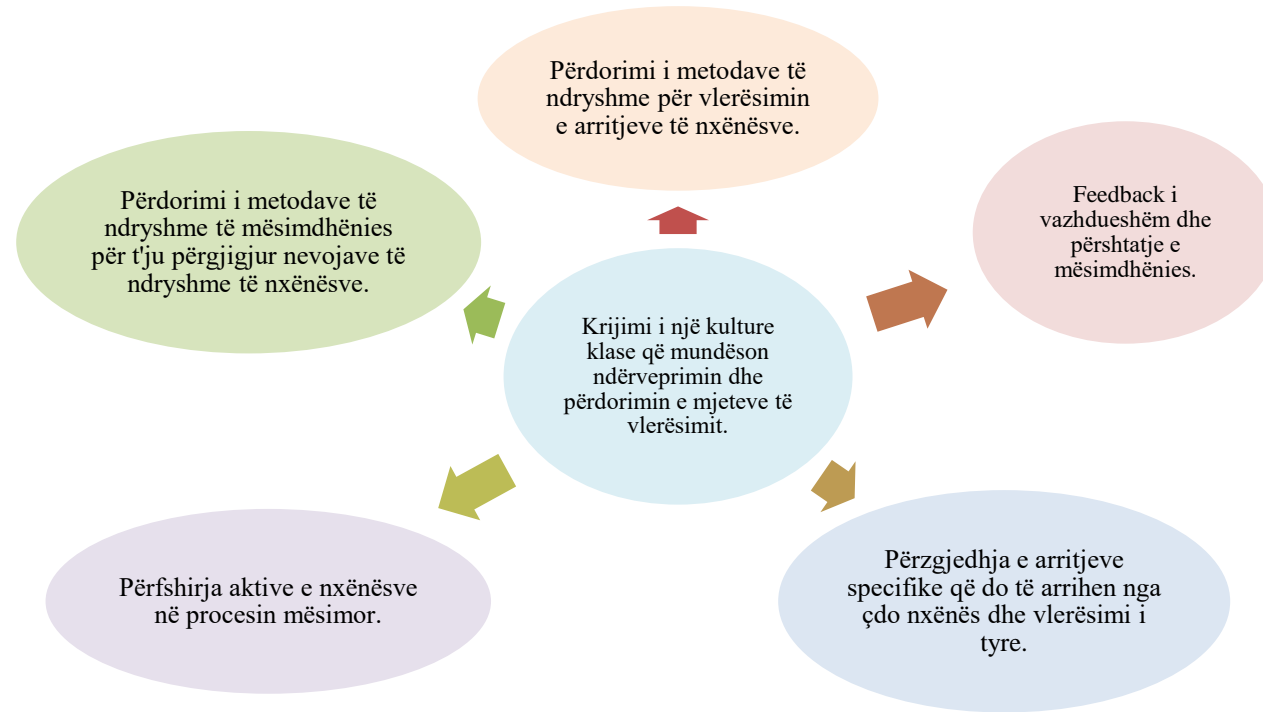 Përdorimi i metodave të
ndryshme për vlerësimin
e arritjeve të nxënësve.
Përdorimi i metodave të
ndryshme të mësimdhënies
për t'ju përgjigjur nevojave të
ndryshme të nxënësve.
Feedback i
vazhdueshëm dhe
përshtatje e
mësimdhënies.
Krijimi i një kulture
klase që mundëson
ndërveprimin dhe
përdorimin e mjeteve të
vlerësimit.
Përfshirja aktive e nxënësve
në procesin mësimor.
Përzgjedhja e arritjeve
specifike që do të arrihen nga
çdo nxënës dhe vlerësimi i
tyre.